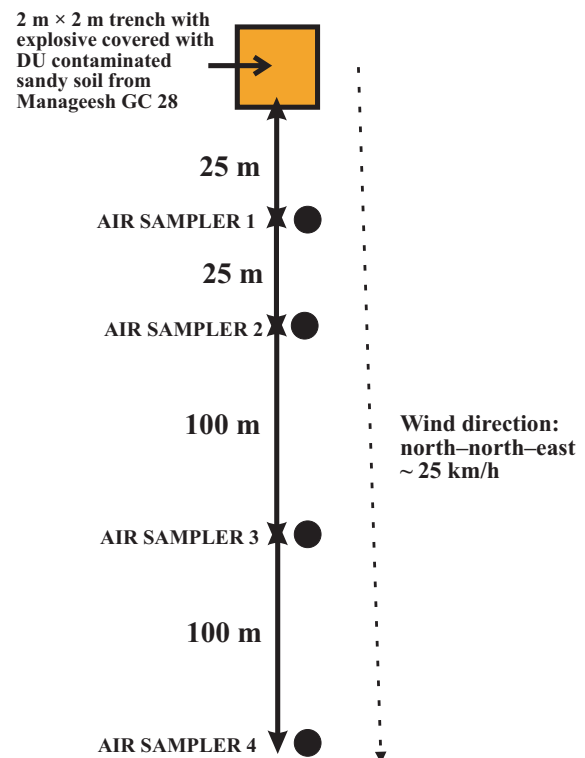 2 m × 2 m trench with
explosive covered with
DU contaminated
sandy soil from
Manageesh GC 28
25 m
AIR SAMPLER 1
25 m
AIR SAMPLER 2
100 m
Wind direction:
north–north–east
~ 25 km/h
AIR SAMPLER 3
100 m
AIR SAMPLER 4